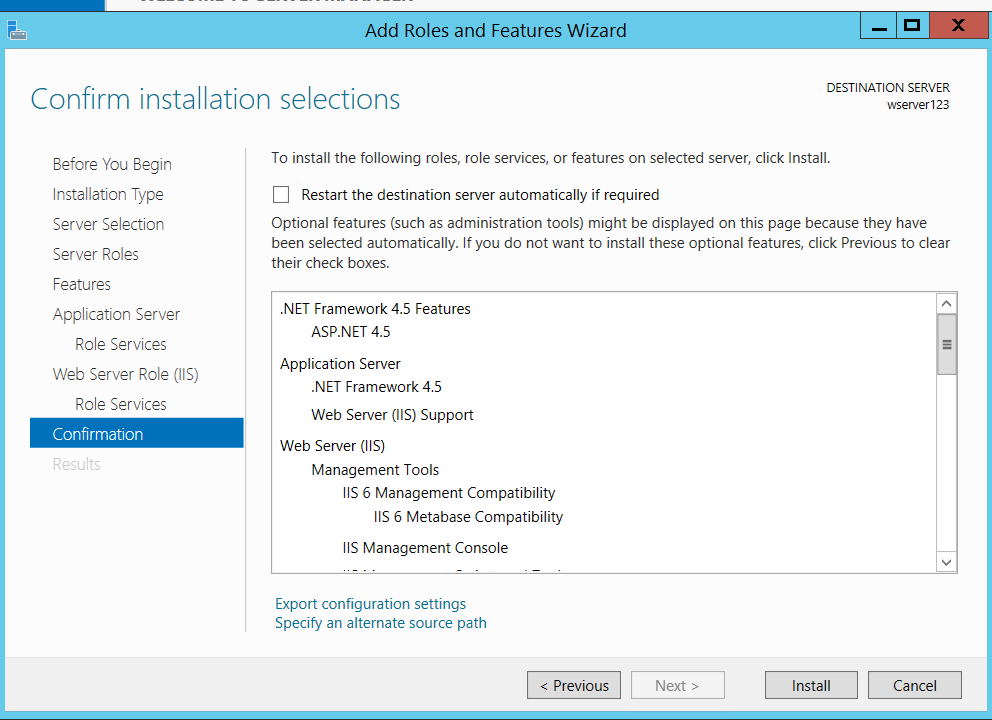 WELCOME TO SERVER MANAGER
Add Roles and Features Wizard
Confirm installation selections
DESTINATION SERVER
wserver123
Before You Begin
Installation Type
Server Selection
Server Roles
Features
Application Server
Role Services
Web Server Role (IIS)
Role Services
Confirmation
Results
To install the following roles, role services, or features on selected server, click Install.
Restart the destination server automatically if required
Optional features (such as administration tools) might be displayed on this page because they have
been selected automatically. If you do not want to install these optional features, click Previous to clear
their check boxes.
.NET Framework 4.5 Features
ASP.NET 4.5
Application Server
.NET Framework 4.5
Web Server (IIS) Support
Web Server (IIS)
Management Tools
IIS 6 Management Compatibility
IIS 6 Metabase Compatibility
IIS Management Console
Export configuration settings
Specify an alternate source path
< Previous
Next >
Install
Cancel